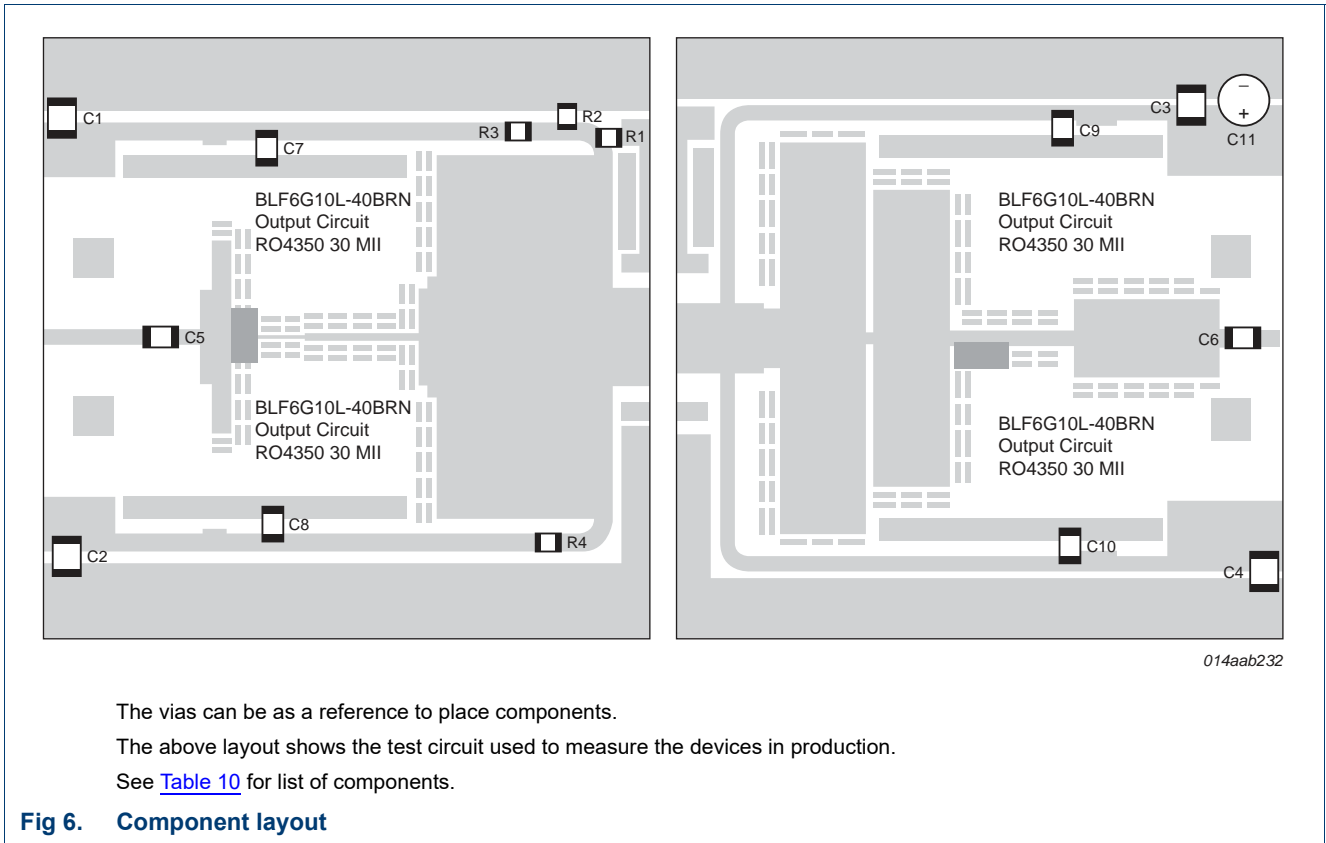 C1
R2
R3
R1
C7
BLF6G10L-40BRN
Output Circuit
RO4350 30 MII
C5
BLF6G10L-40BRN
Output Circuit
RO4350 30 MII
C8
R4
C2
C3
–
+
C9
C11
BLF6G10L-40BRN
Output Circuit
RO4350 30 MII
C6
BLF6G10L-40BRN
Output Circuit
RO4350 30 MII
C10
C4
014aab232
The vias can be as a reference to place components.
The above layout shows the test circuit used to measure the devices in production.
See Table 10 for list of components.
Fig 6. Component layout